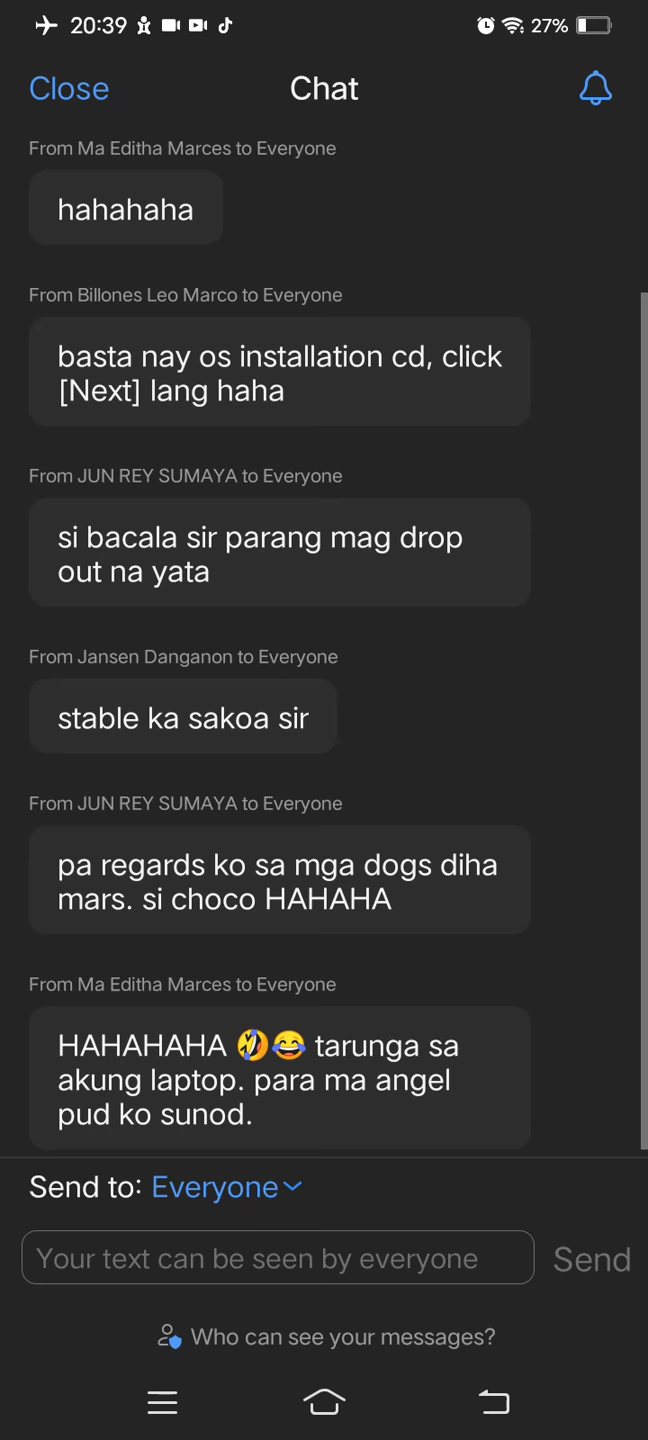 20:39
27%
Close
Chat
From Ma Editha Marces to Everyone
hahahaha
From Billones Leo Marco to Everyone
basta nay os installation cd, click
[Next] lang haha
From JUN REY SUMAYA to Everyone
si bacala sir parang mag drop
out na yata
From Jansen Danganon to Everyone
stable ka sakoa sir
From JUN REY SUMAYA to Everyone
pa regards ko sa mga dogs diha
mars. si choco HAHAHA
From Ma Editha Marces to Everyone
HAHAHAHA 🤣😂 tarunga sa
akung laptop. para ma angel
pud ko sunod.
Send to: Everyone
Your text can be seen by everyone
Send
Who can see your messages?